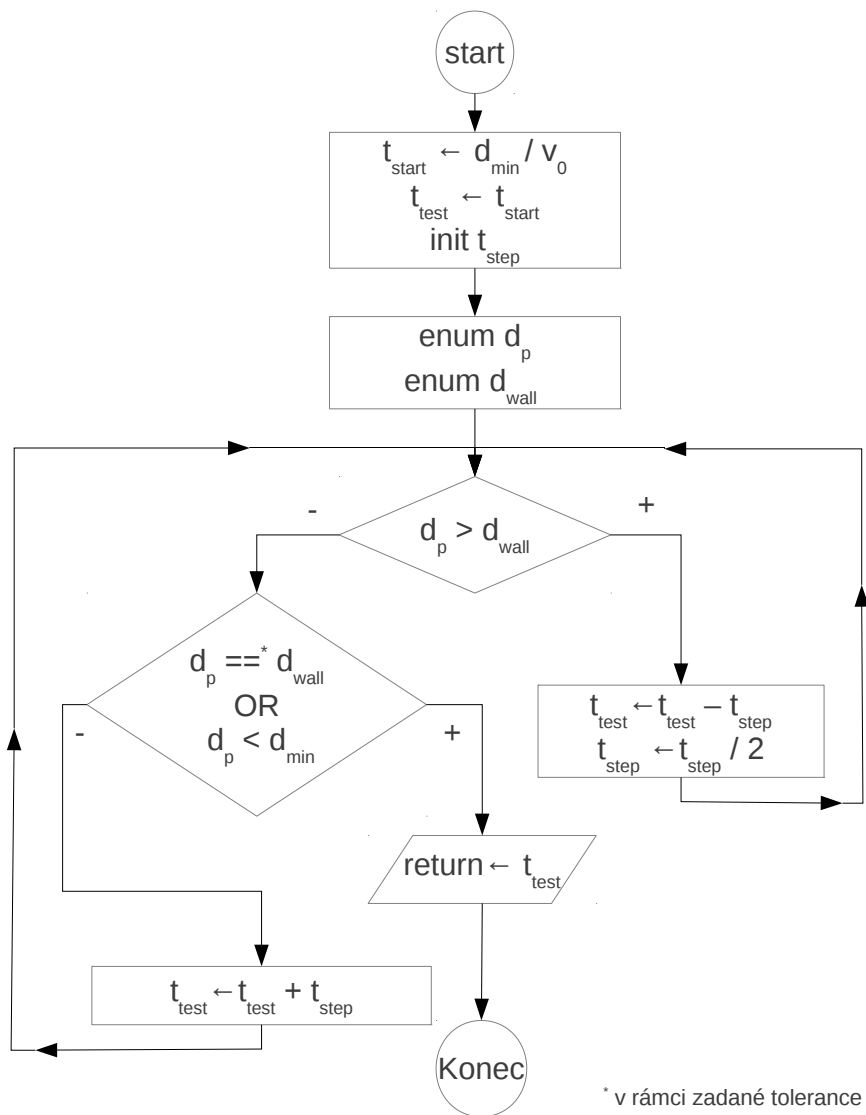 start
t_start ← d_min / v_0
t_test ← t_start
init t_step
enum d_p
enum d_wall
-
+
d_p > d_wall
d_p ==* d_wall
OR
d_p < d_min
-
+
t_test ← t_test – t_step
t_step ← t_step / 2
return ← t_test
t_test ← t_test + t_step
Konec
* v rámci zadané tolerance